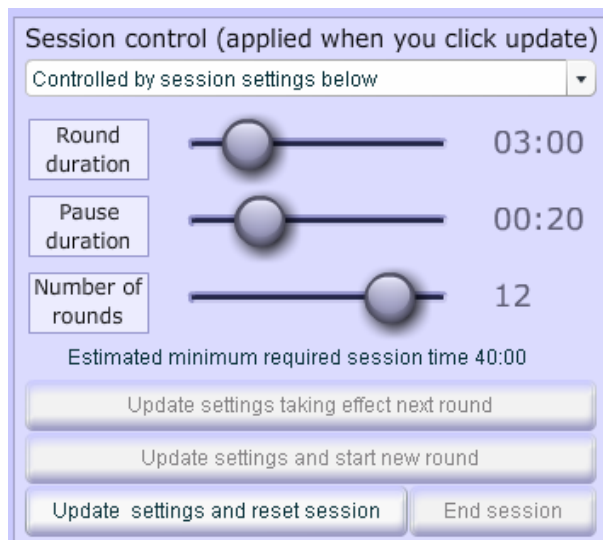 Session control (applied when you click update)
Controlled by session settings below
Round
duration
03:00
Pause
duration
00:20
Number of
rounds
12
Estimated minimum required session time 40:00
Update settings taking effect next round
Update settings and start new round
Update settings and reset session
End session